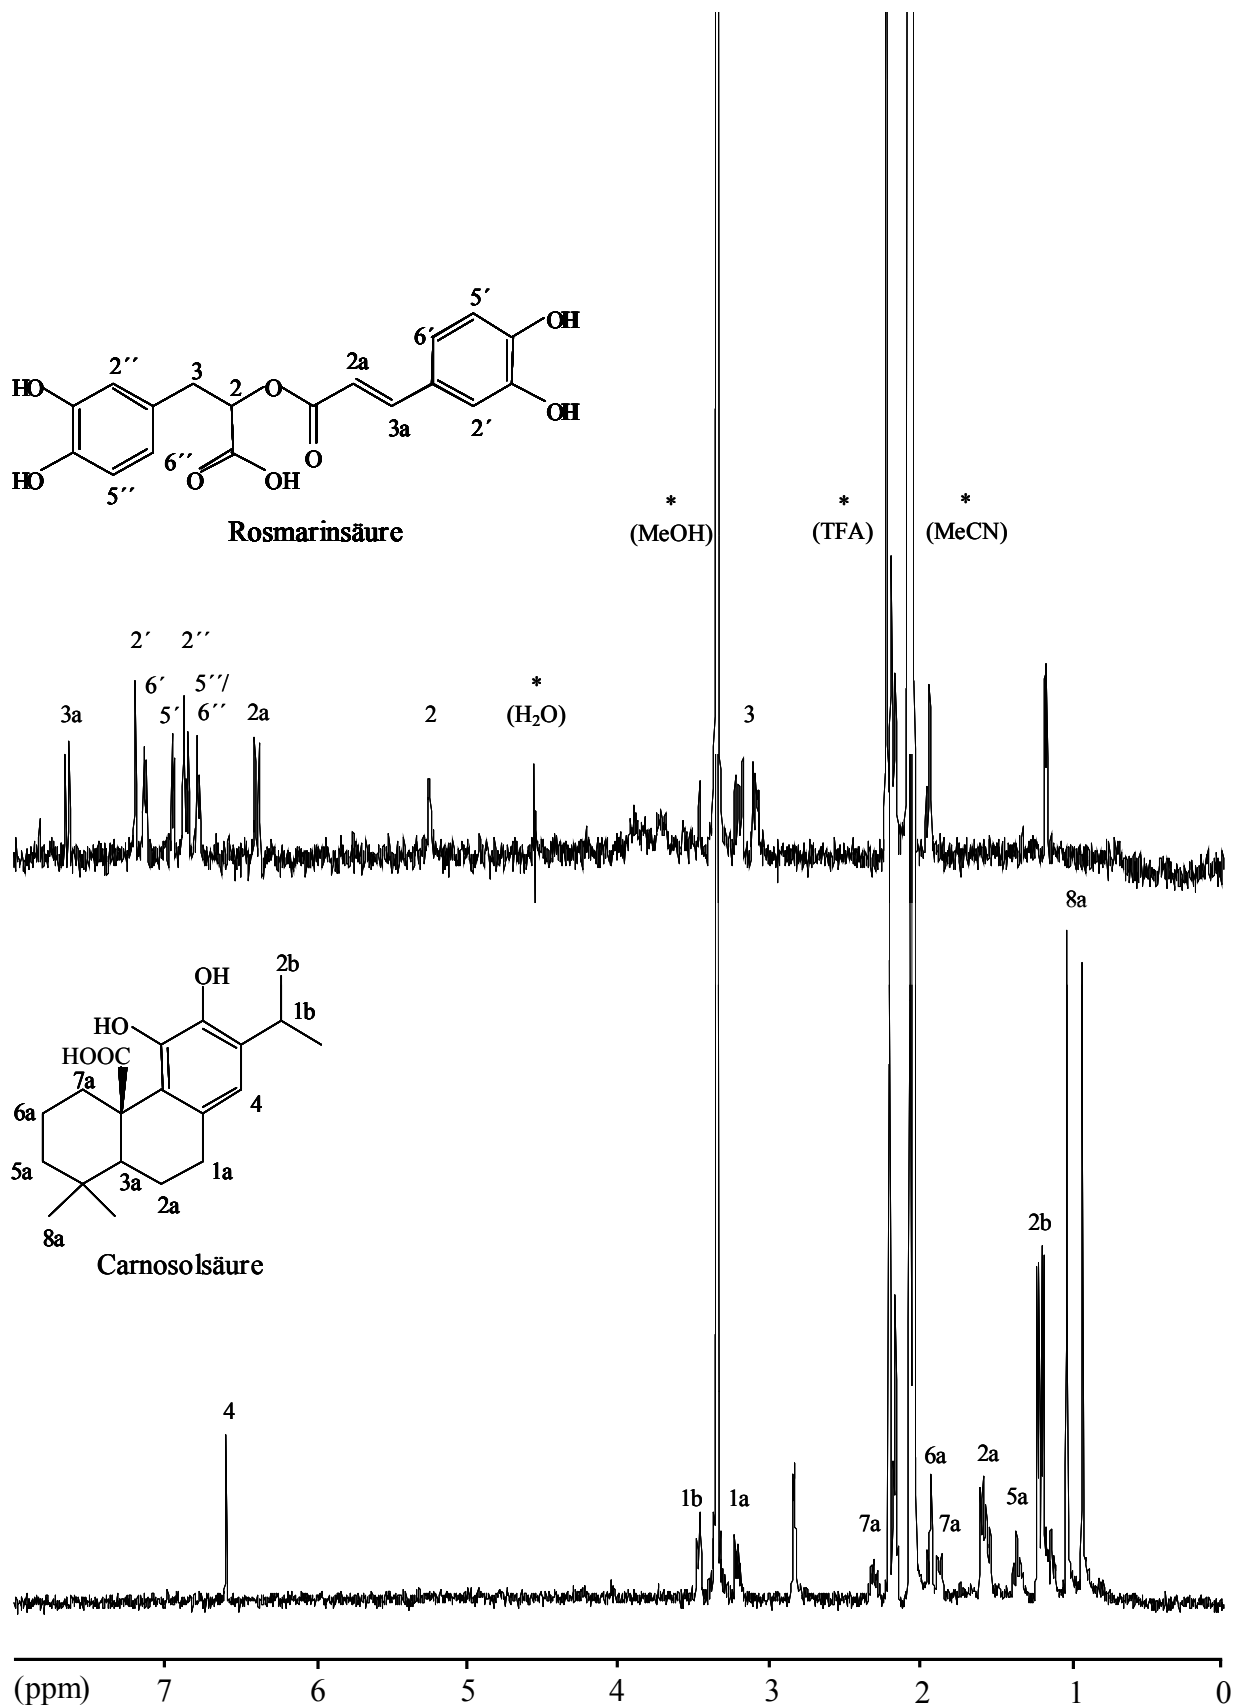 5´
6´
OH
2a
2´´
3
2
O
HO
OH
3a
2´
O
HO
6´´
O
OH
5´´
Rosmarinsäure
*
*
*
(MeOH)
(TFA)
(MeCN)
2´
2´´
6´
5´´/
3a
5´
6´´
2a
2
*
(H₂O)
3
8a
2b
OH
1b
HO
HOOC
7a
6a
4
5a
3a
1a
2a
8a
Carnosolsäure
2b
4
6a
2a
1b
1a
5a
7a
7a
(ppm)
7
6
5
4
3
2
1
0